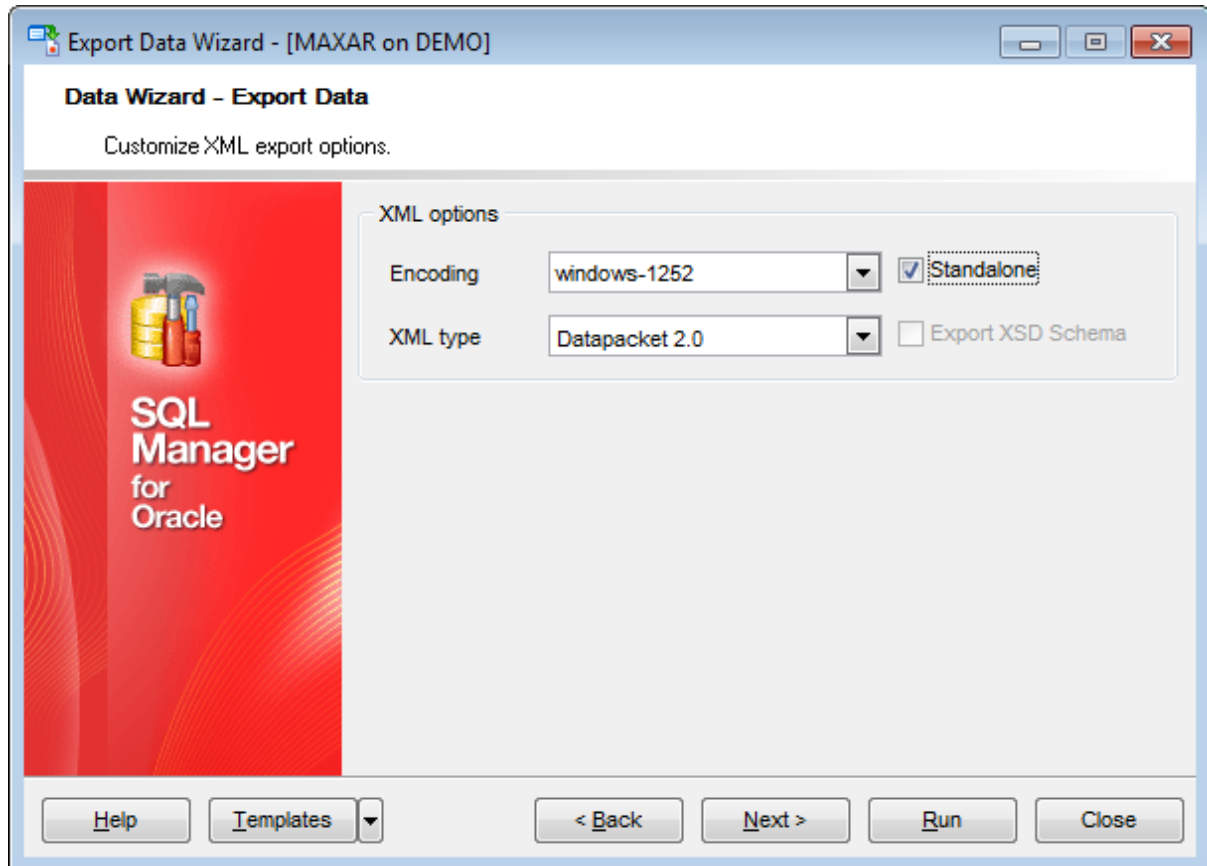 Export Data Wizard - [MAXAR on DEMO]
Data Wizard - Export Data
Customize XML export options.
XML options
Encoding windows-1252 Standalone
XML type Datapacket 2.0 Export XSD Schema
SQL
Manager
for
Oracle
Help Templates < Back Next > Run Close